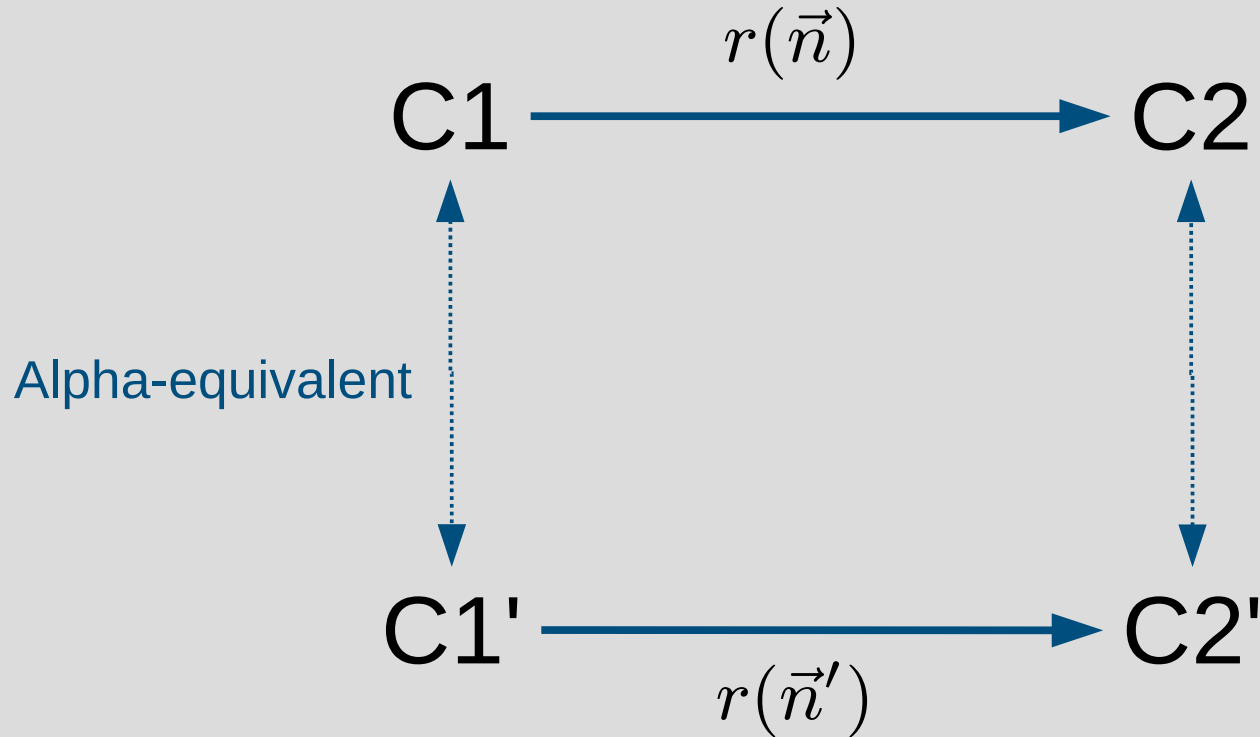 r(n⃗)
C1
C2
Alpha-equivalent
C1'
C2'
r(n⃗′)